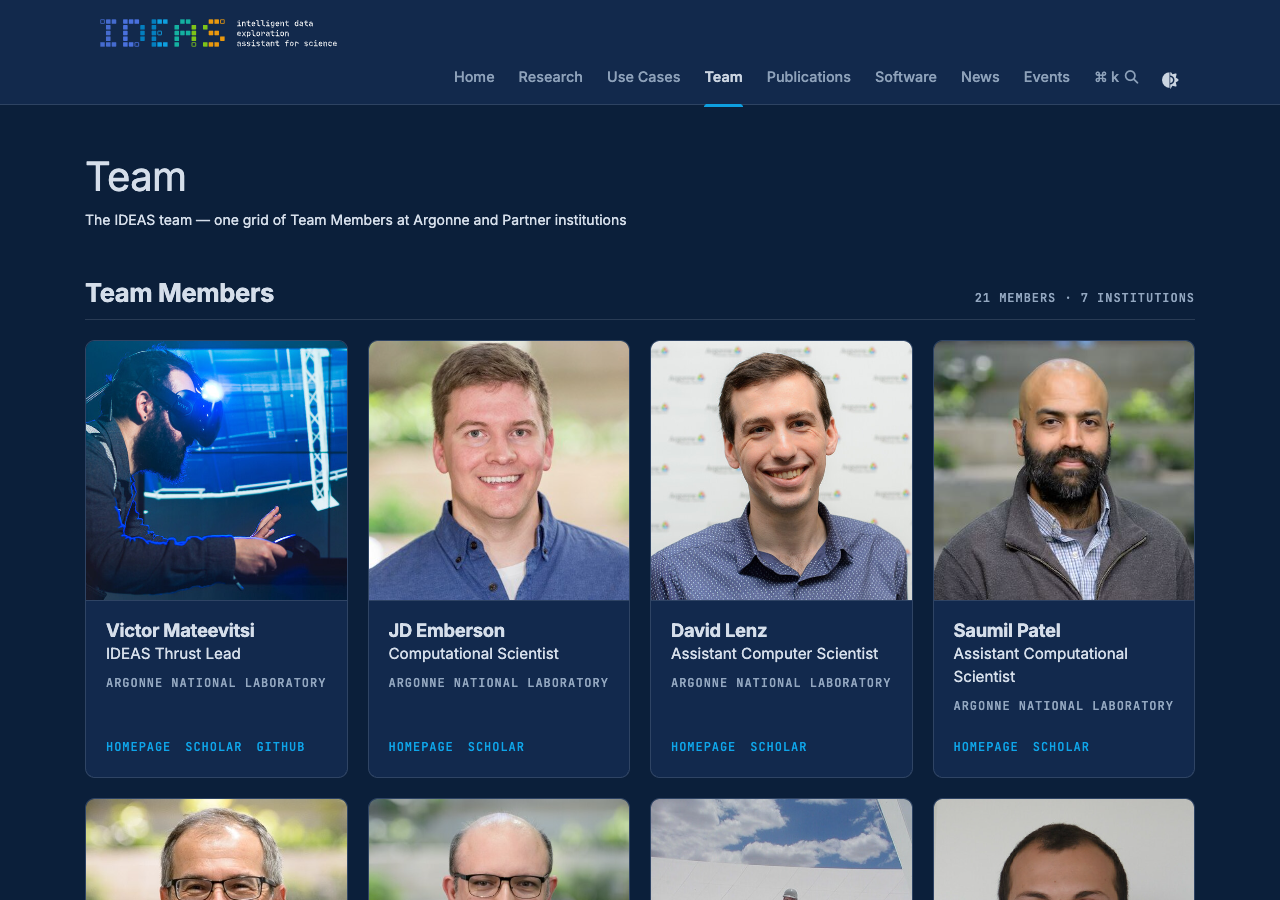 IDEAS
intelligent data
exploration
assistant for science
Home Research Use Cases Team Publications Software News Events ⌘ k
Team
The IDEAS team — one grid of Team Members at Argonne and Partner institutions
Team Members
21 MEMBERS · 7 INSTITUTIONS
Victor Mateevitsi
IDEAS Thrust Lead
ARGONNE NATIONAL LABORATORY
HOMEPAGE SCHOLAR GITHUB
JD Emberson
Computational Scientist
ARGONNE NATIONAL LABORATORY
HOMEPAGE SCHOLAR
David Lenz
Assistant Computer Scientist
ARGONNE NATIONAL LABORATORY
HOMEPAGE SCHOLAR
Saumil Patel
Assistant Computational
Scientist
ARGONNE NATIONAL LABORATORY
HOMEPAGE SCHOLAR